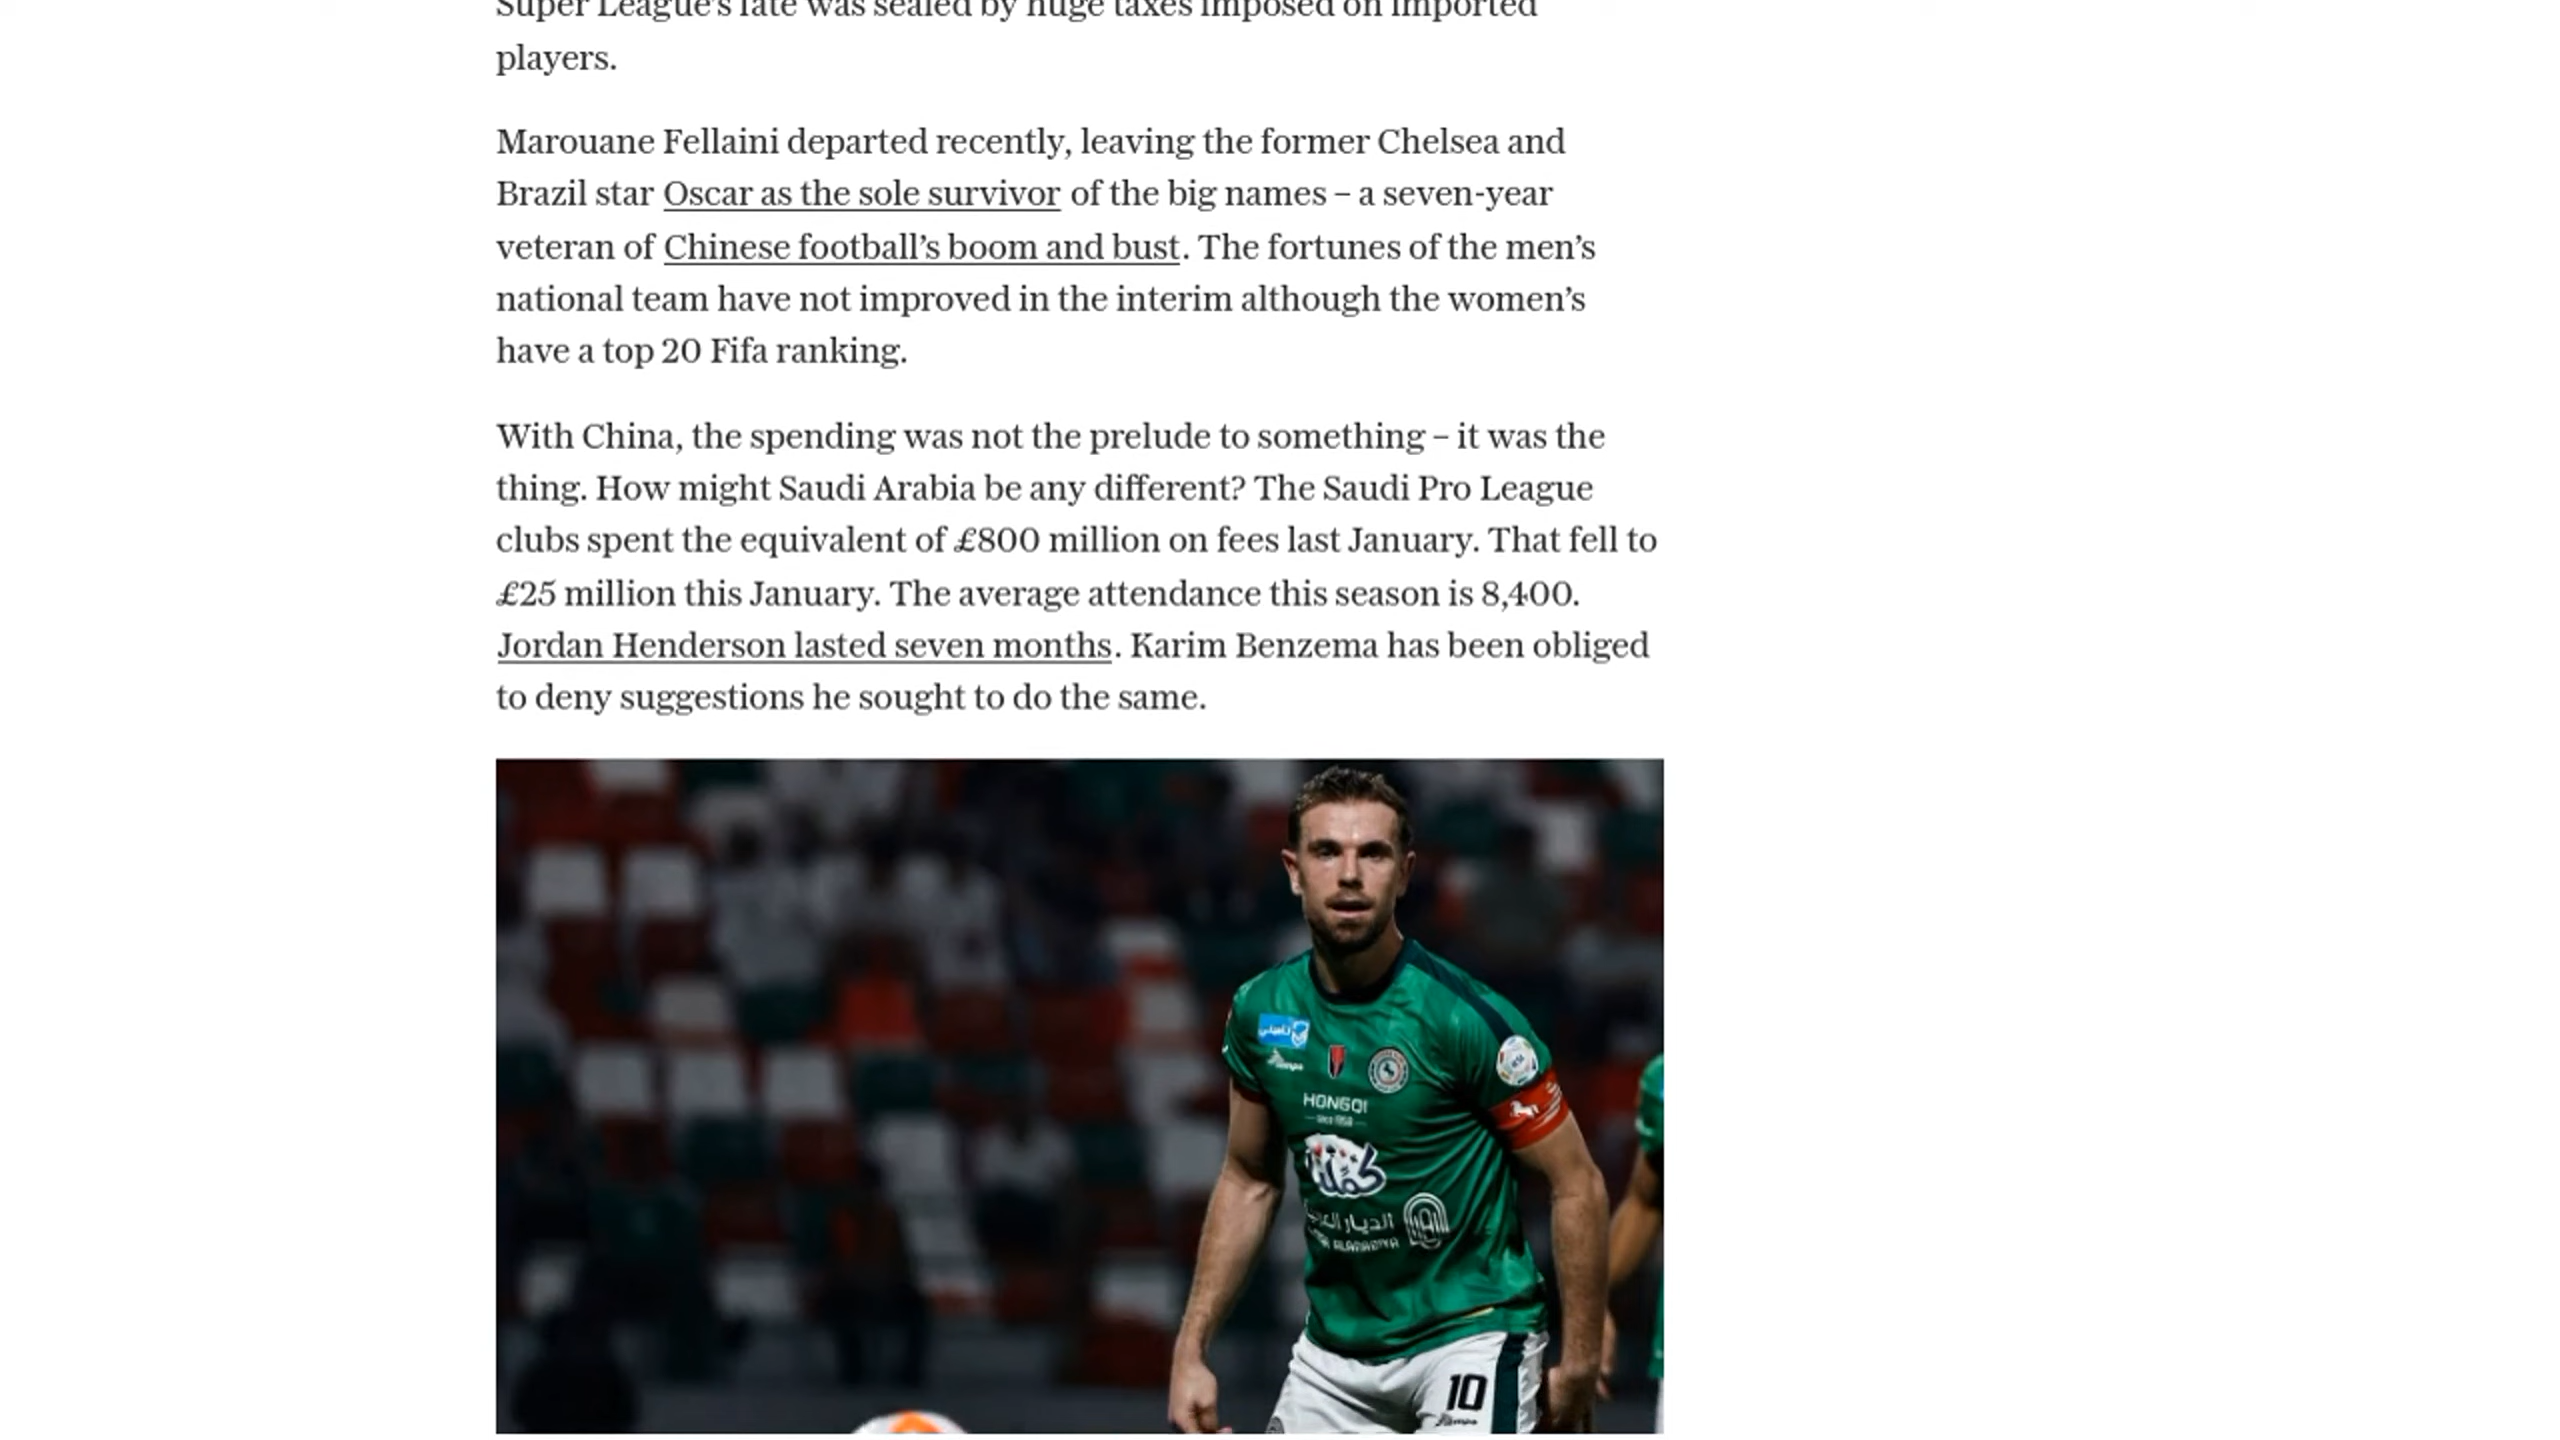 Super League's fate was sealed by huge taxes imposed on imported
players.
Marouane Fellaini departed recently, leaving the former Chelsea and
Brazil star Oscar as the sole survivor of the big names – a seven-year
veteran of Chinese football’s boom and bust. The fortunes of the men’s
national team have not improved in the interim although the women’s
have a top 20 Fifa ranking.
With China, the spending was not the prelude to something – it was the
thing. How might Saudi Arabia be any different? The Saudi Pro League
clubs spent the equivalent of £800 million on fees last January. That fell to
£25 million this January. The average attendance this season is 8,400.
Jordan Henderson lasted seven months. Karim Benzema has been obliged
to deny suggestions he sought to do the same.
HONGQI
since 1958
كملنا
الديار
10